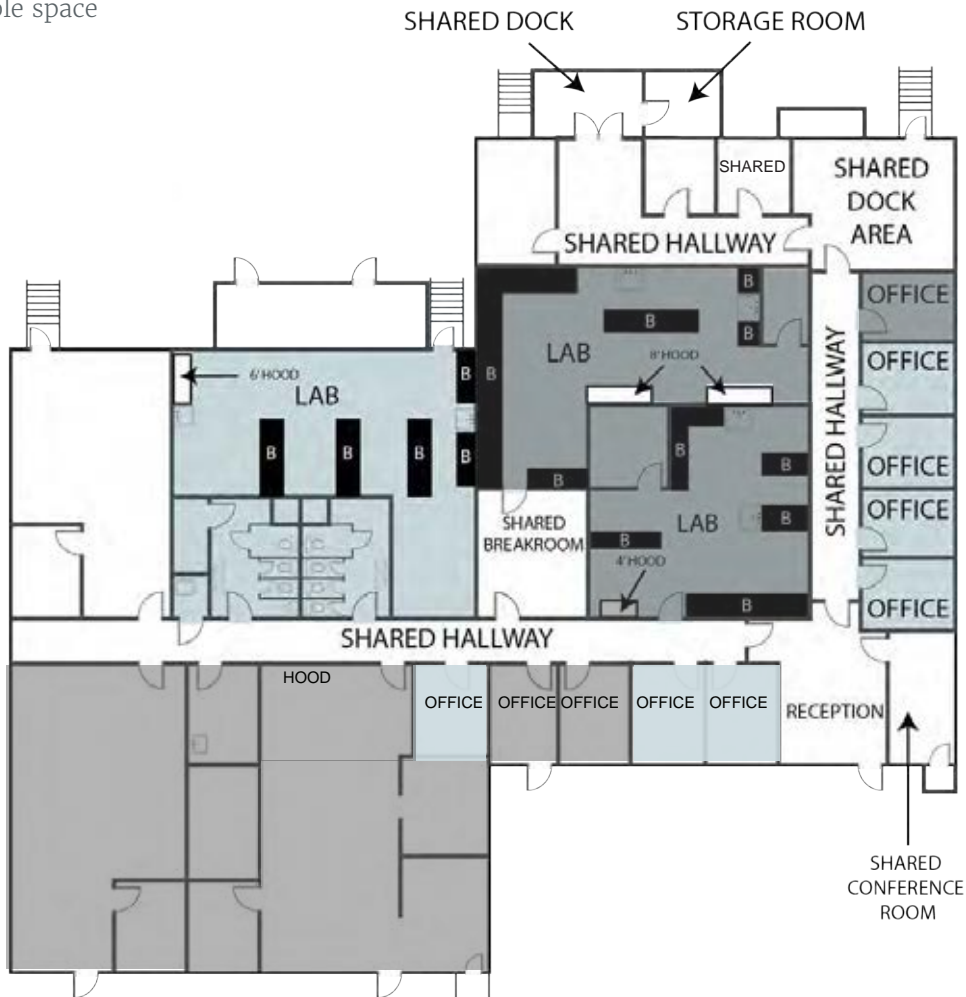 ple space
SHARED DOCK
STORAGE ROOM
SHARED
SHARED
DOCK
AREA
SHARED HALLWAY
OFFICE
B
B
B
B
LAB
8' HOOD
6' HOOD
LAB
B
B
B
B
B
B
OFFICE
SHARED HALLWAY
OFFICE
OFFICE
OFFICE
B
B
B
B
LAB
SHARED
BREAKROOM
B
4' HOOD
B
SHARED HALLWAY
HOOD
OFFICE
OFFICE
OFFICE
OFFICE
OFFICE
RECEPTION
SHARED
CONFERENCE
ROOM